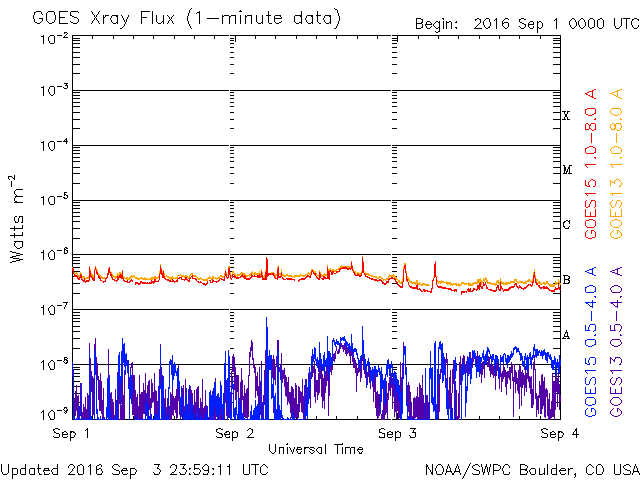 GOES Xray Flux (1-minute data)
Begin: 2016 Sep 1 0000 UTC
10^-2
10^-3
10^-4
10^-5
10^-6
10^-7
10^-8
10^-9
Watts m^-2
X
M
C
B
A
GOES15 1.0-8.0 A
GOES13 1.0-8.0 A
GOES15 0.5-4.0 A
GOES13 0.5-4.0 A
Sep 1
Sep 2
Sep 3
Sep 4
Universal Time
Updated 2016 Sep 3 23:59:11 UTC
NOAA/SWPC Boulder, CO USA